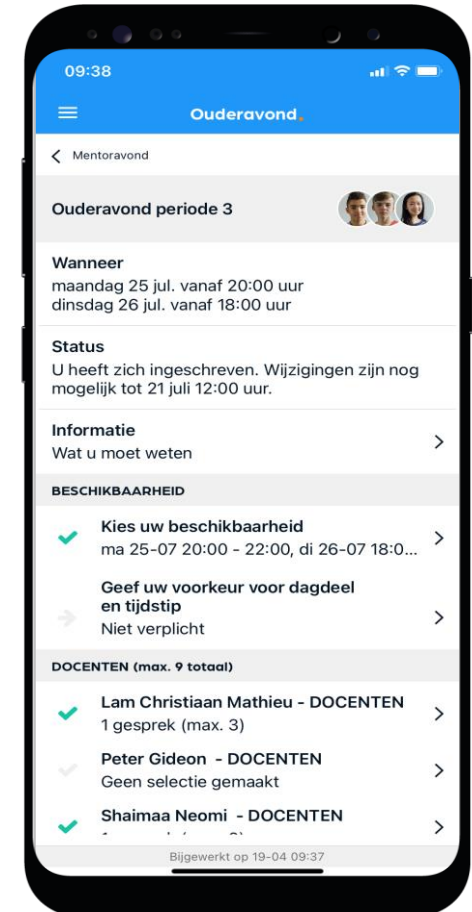 09:38
Ouderavond.
Mentoravond
Ouderavond periode 3
Wanneer
maandag 25 jul. vanaf 20:00 uur
dinsdag 26 jul. vanaf 18:00 uur
Status
U heeft zich ingeschreven. Wijzigingen zijn nog
mogelijk tot 21 juli 12:00 uur.
Informatie
Wat u moet weten
BESCHIKBAARHEID
Kies uw beschikbaarheid
ma 25-07 20:00 - 22:00, di 26-07 18:0...
Geef uw voorkeur voor dagdeel
en tijdstip
Niet verplicht
DOCENTEN (max. 9 totaal)
Lam Christiaan Mathieu - DOCENTEN
1 gesprek (max. 3)
Peter Gideon - DOCENTEN
Geen selectie gemaakt
Shaimaa Neomi - DOCENTEN
Bijgewerkt op 19-04 09:37